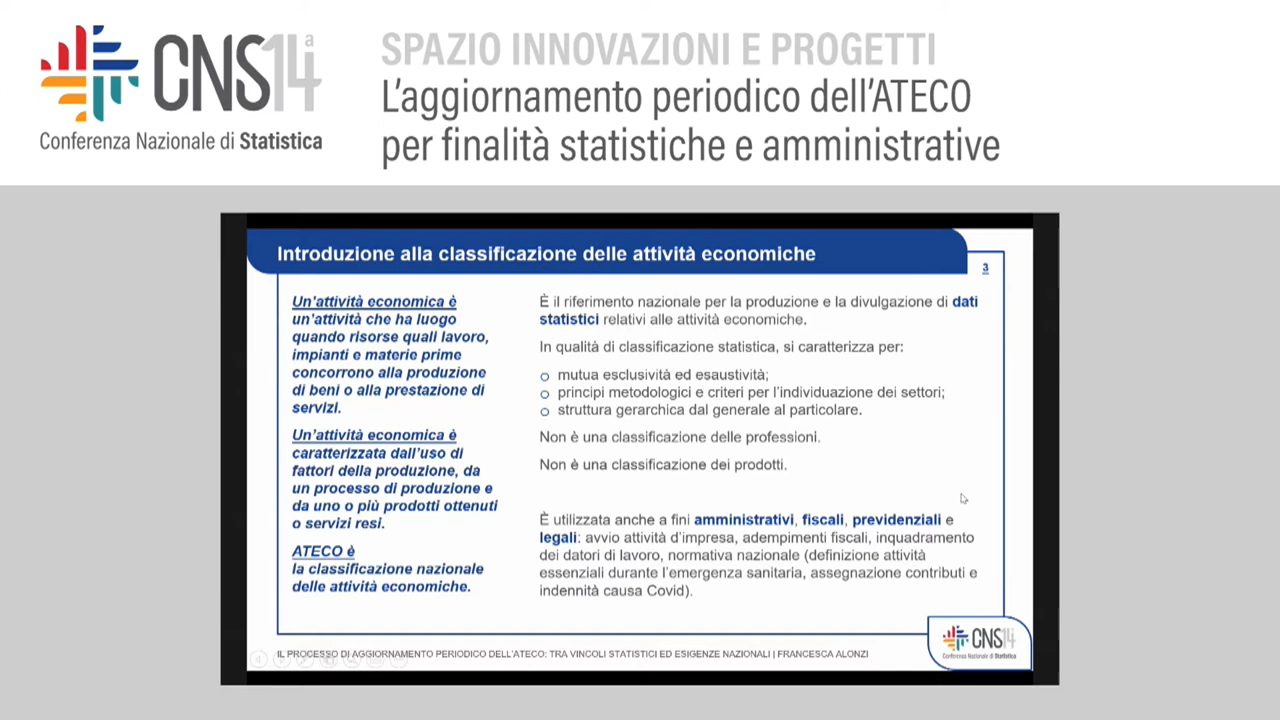 CNS14ª
Conferenza Nazionale di Statistica
SPAZIO INNOVAZIONI E PROGETTI
L'aggiornamento periodico dell'ATECO
per finalità statistiche e amministrative
Introduzione alla classificazione delle attività economiche
3
Un'attività economica è
un'attività che ha luogo
quando risorse quali lavoro,
impianti e materie prime
concorrono alla produzione
di beni o alla prestazione di
servizi.
Un'attività economica è
caratterizzata dall'uso di
fattori della produzione, da
un processo di produzione e
da uno o più prodotti ottenuti
o servizi resi.
ATECO è
la classificazione nazionale
delle attività economiche.
È il riferimento nazionale per la produzione e la divulgazione di dati
statistici relativi alle attività economiche.
In qualità di classificazione statistica, si caratterizza per:
mutua esclusività ed esaustività;
principi metodologici e criteri per l'individuazione dei settori;
struttura gerarchica dal generale al particolare.
Non è una classificazione delle professioni.
Non è una classificazione dei prodotti.
È utilizzata anche a fini amministrativi, fiscali, previdenziali e
legali: avvio attività d'impresa, adempimenti fiscali, inquadramento
dei datori di lavoro, normativa nazionale (definizione attività
essenziali durante l'emergenza sanitaria, assegnazione contributi e
indennità causa Covid).
CNS14ª
Conferenza Nazionale di Statistica
IL PROCESSO DI AGGIORNAMENTO PERIODICO DELL'ATECO: TRA VINCOLI STATISTICI ED ESIGENZE NAZIONALI | FRANCESCA ALONZI